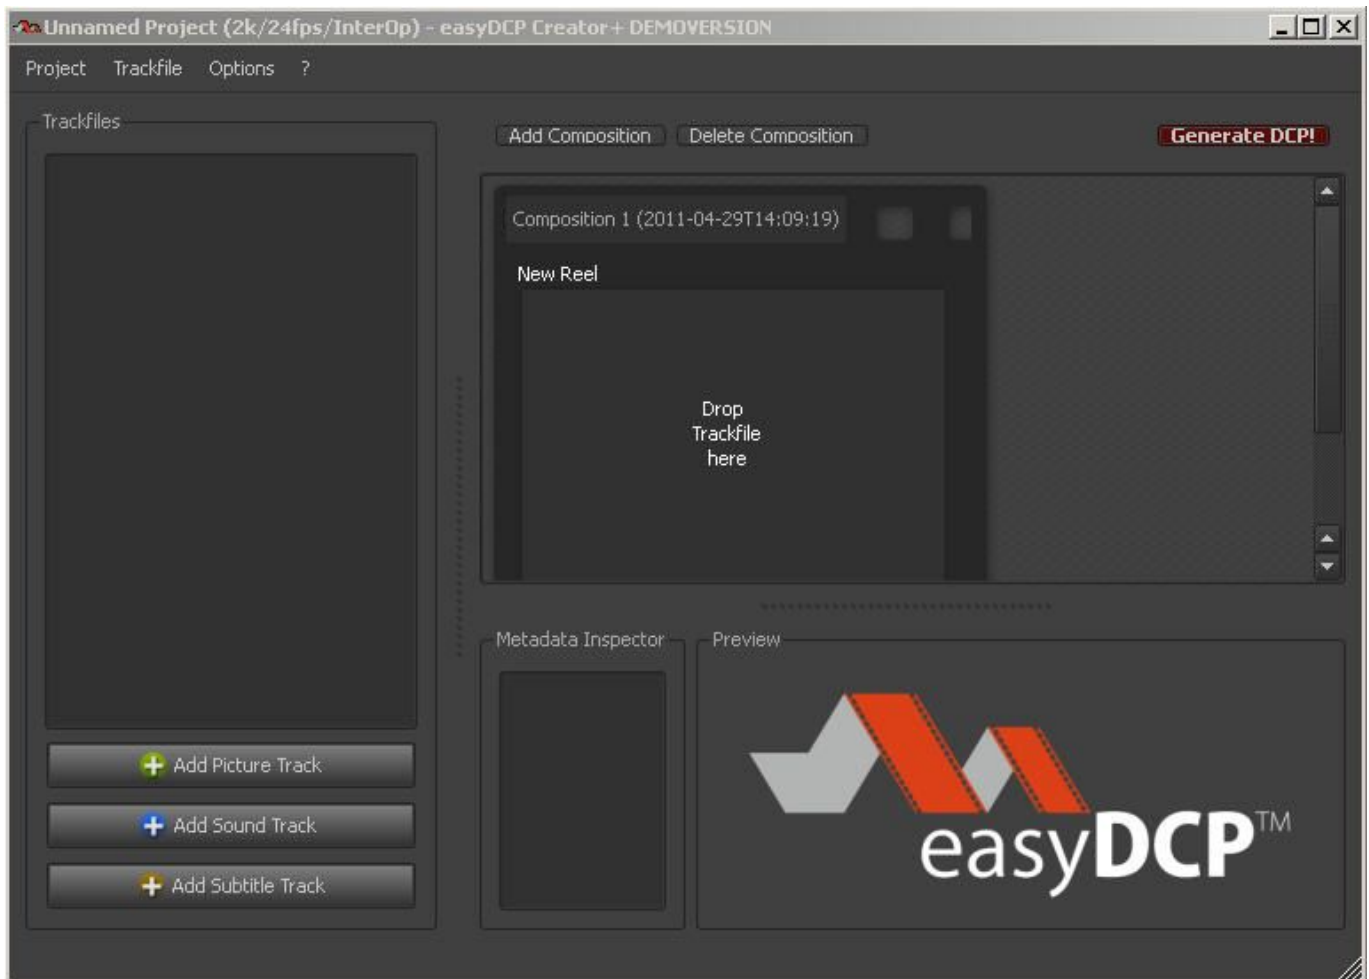 Unnamed Project (2k/24fps/InterOp) - easyDCP Creator+ DEMOVERSION
Project Trackfile Options ?
Trackfiles
Add Composition Delete Composition Generate DCP!
Composition 1 (2011-04-29T14:09:19)
New Reel
Drop
Trackfile
here
Metadata Inspector Preview
Add Picture Track
Add Sound Track
Add Subtitle Track
easyDCP™